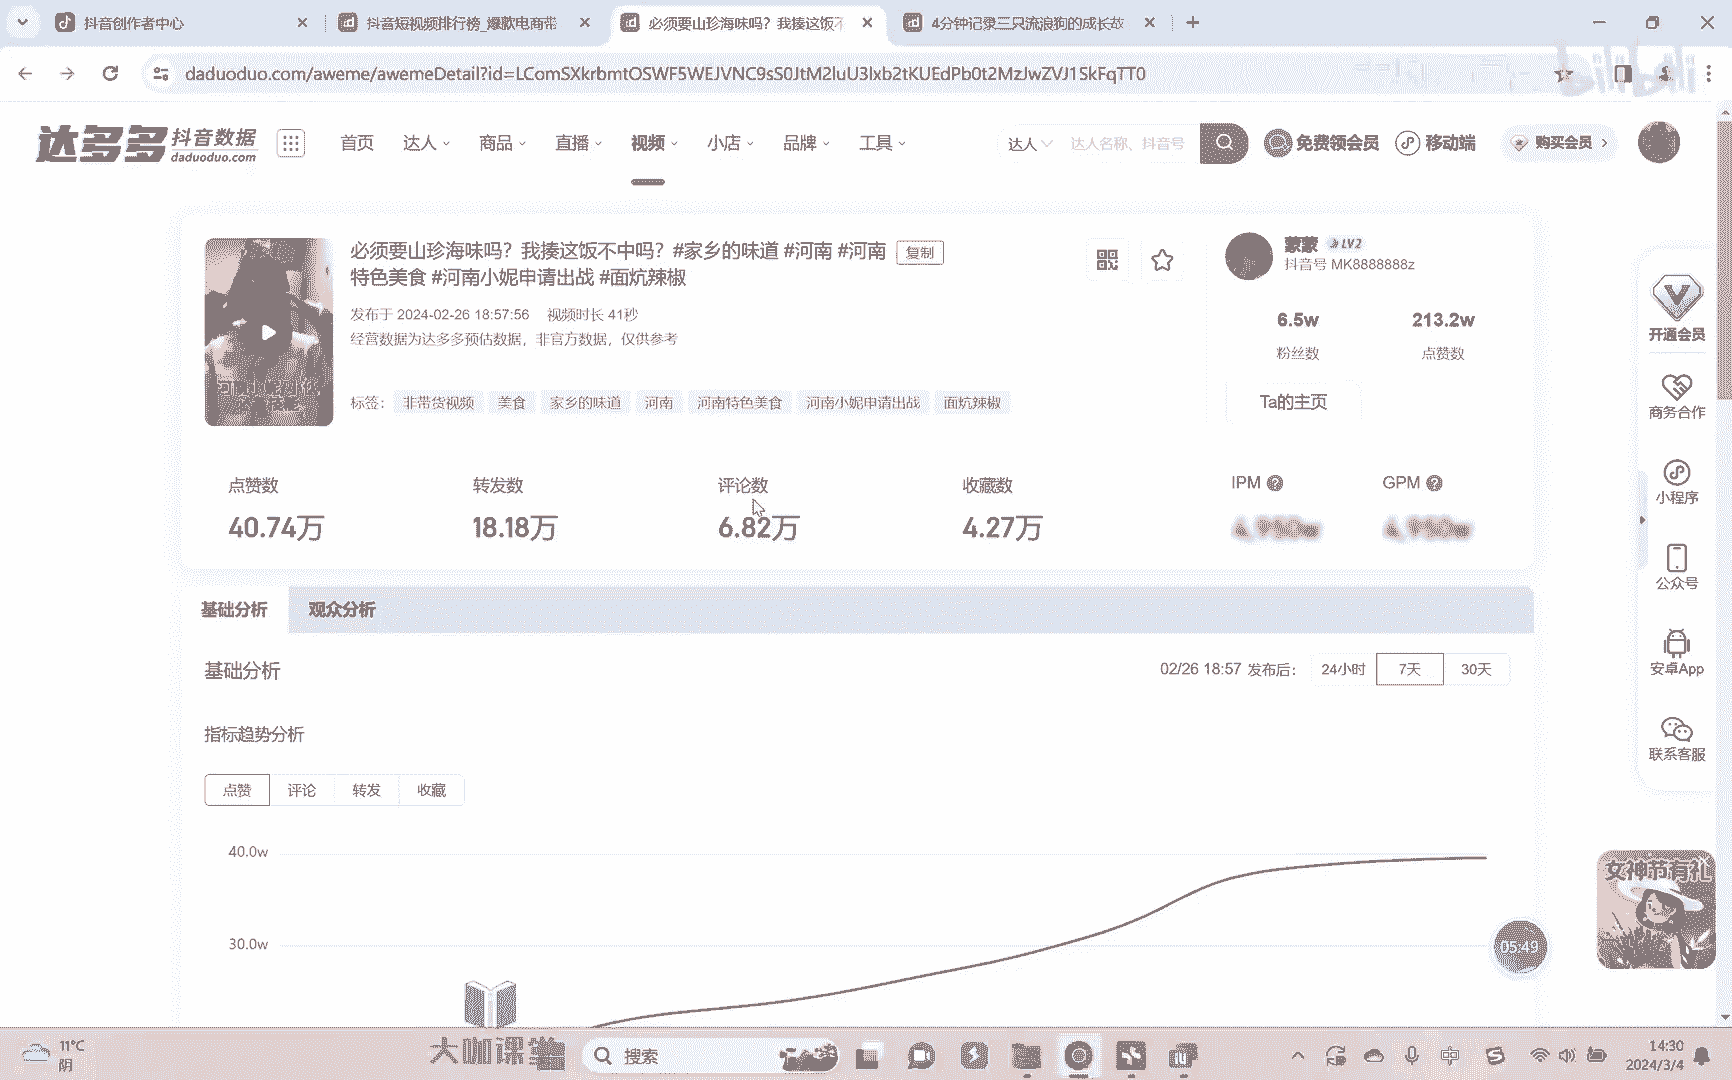 抖音创作者中心
抖音短视频排行榜_爆款电商带
必须要山珍海味吗？我揍这饭不
4分钟记录三只流浪狗的成长故
daduoduo.com/aweme/awemeDetail?id=LComSXkrbmtOSWF5WEJVNC9sS0JtM2luU3lxb2tKUEdPb0t2MzJwZVJ1SkFqTT0
bilibili
达多多 抖音数据
daduoduo.com
首页 达人 商品 直播 视频 小店 品牌 工具
达人 达人名称、抖音号
免费领会员 移动端 购买会员
必须要山珍海味吗？我揍这饭不中吗？#家乡的味道 #河南 #河南 复制
特色美食 #河南小妮申请出战 #面炕辣椒
发布于 2024-02-26 18:57:56 视频时长 41秒
经营数据为达多多预估数据，非官方数据，仅供参考
标签： 非带货视频 美食 家乡的味道 河南 河南特色美食 河南小妮申请出战 面炕辣椒
蒙蒙 LV2
抖音号 MK8888888z
6.5w 213.2w
粉丝数 点赞数
Ta的主页
点赞数 转发数 评论数 收藏数 IPM GPM
40.74万 18.18万 6.82万 4.27万
开通会员
商务合作
小程序
公众号
安卓App
联系客服
基础分析 观众分析
基础分析
02/26 18:57 发布后： 24小时 7天 30天
指标趋势分析
点赞 评论 转发 收藏
40.0w
30.0w
05:49
女神节有礼
11°C
阴
大咖课堂
搜索
中
14:30
2024/3/4